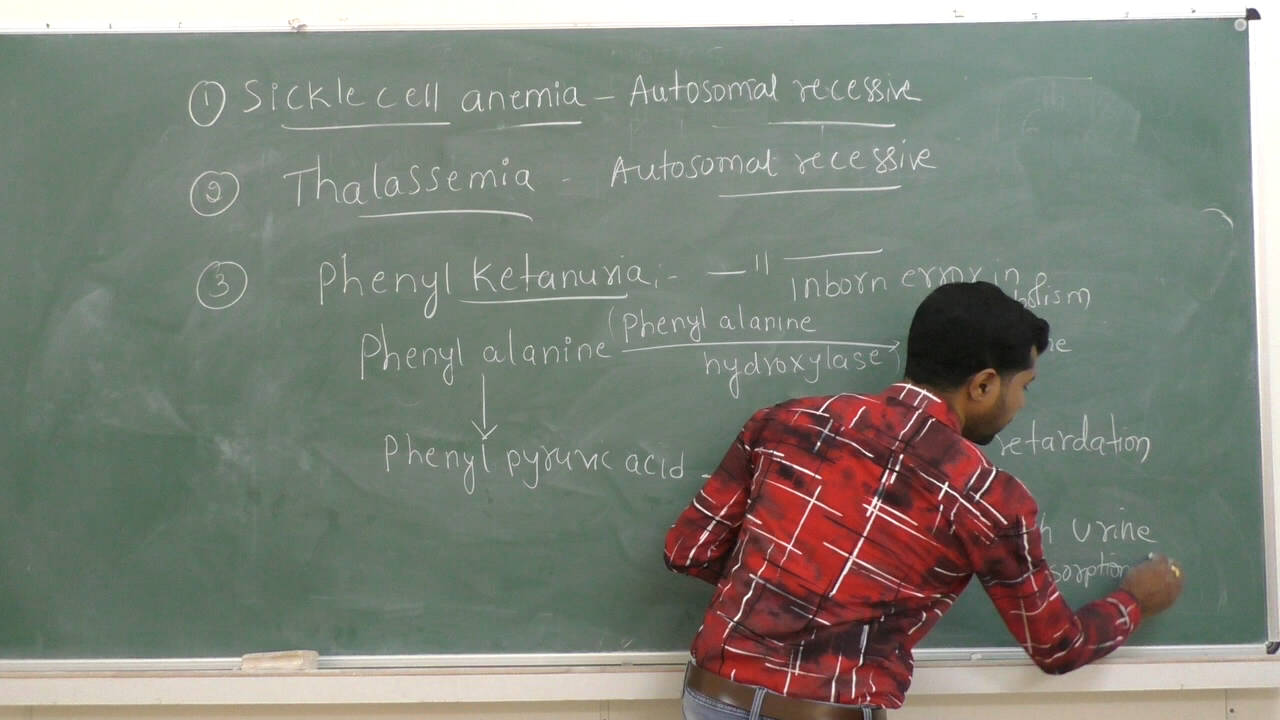 ① Sickle cell anemia – Autosomal recessive
② Thalassemia - Autosomal recessive
③ Phenyl Ketanuria :- — " —
inborn error in
Phenyl alanine (Phenyl alanine
hydroxylase)
Phenyl pyruvic acid -
retardation
urine